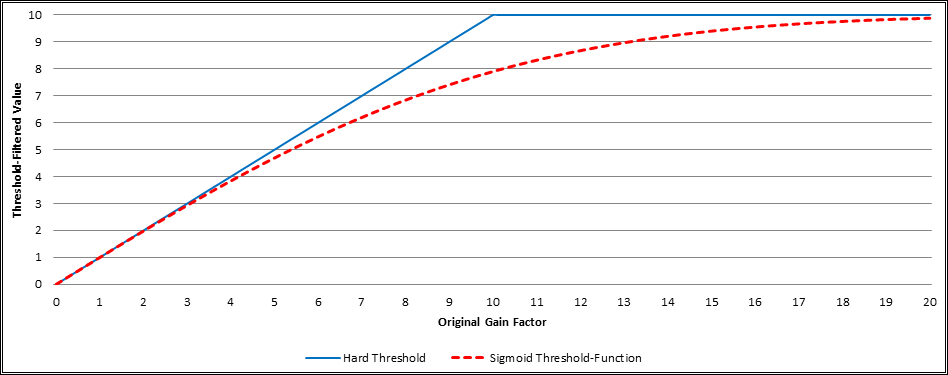 10
9
8
7
6
5
4
3
2
1
0
Threshold-Filtered Value
0 1 2 3 4 5 6 7 8 9 10 11 12 13 14 15 16 17 18 19 20
Original Gain Factor
Hard Threshold Sigmoid Threshold-Function